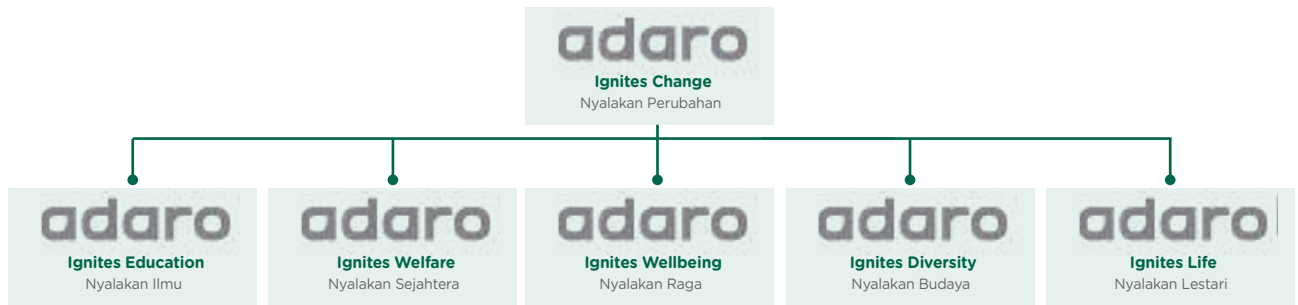 adaro
Ignites Change
Nyalakan Perubahan
adaro
Ignites Education
Nyalakan Ilmu
adaro
Ignites Welfare
Nyalakan Sejahtera
adaro
Ignites Wellbeing
Nyalakan Raga
adaro
Ignites Diversity
Nyalakan Budaya
adaro
Ignites Life
Nyalakan Lestari